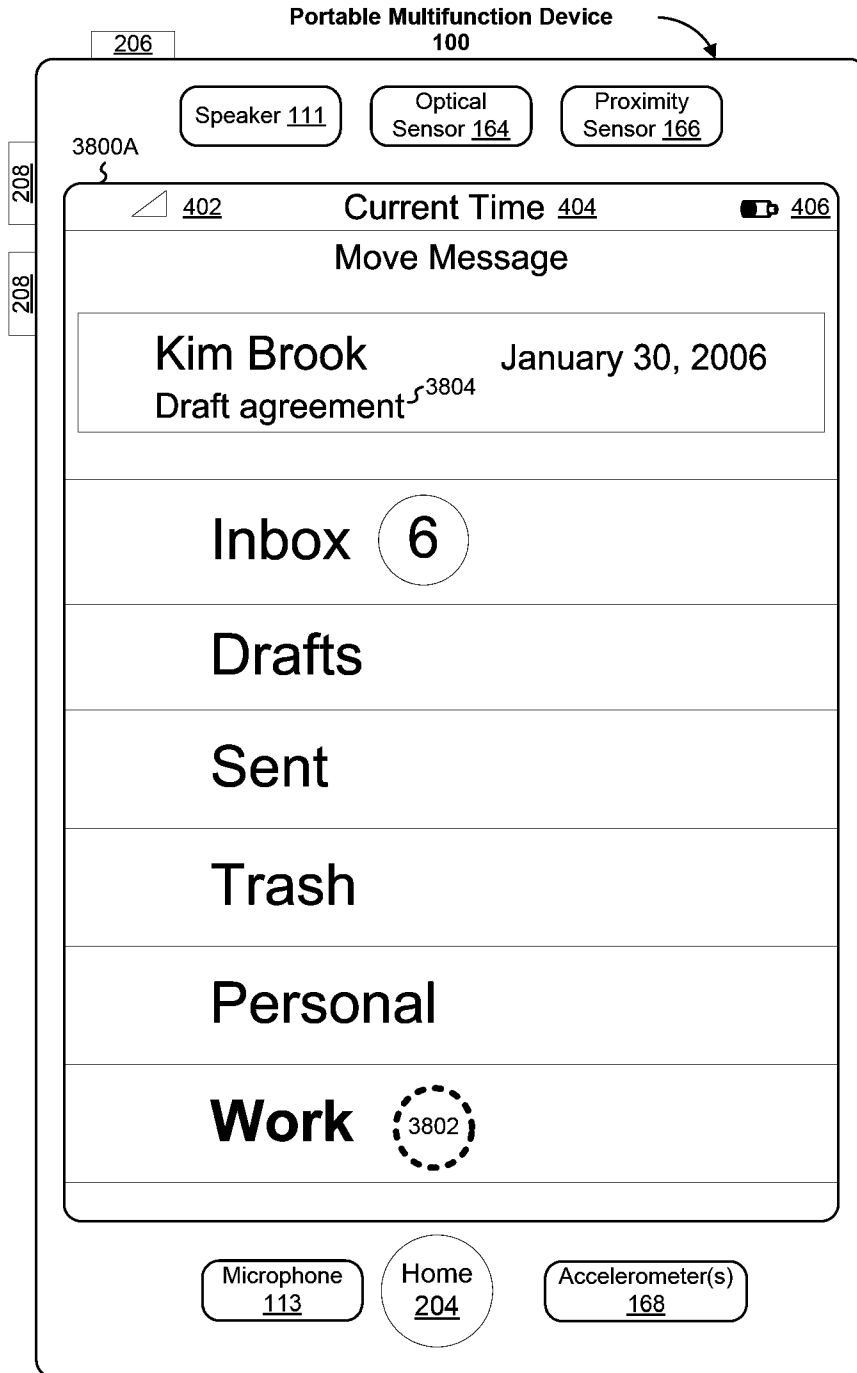 Portable Multifunction Device
100
206
Speaker 111
Optical
Sensor 164
Proximity
Sensor 166
3800A
208
208
402
Current Time 404
406
Move Message
Kim Brook
January 30, 2006
Draft agreement
3804
Inbox
6
Drafts
Sent
Trash
Personal
Work
3802
Microphone
113
Home
204
Accelerometer(s)
168